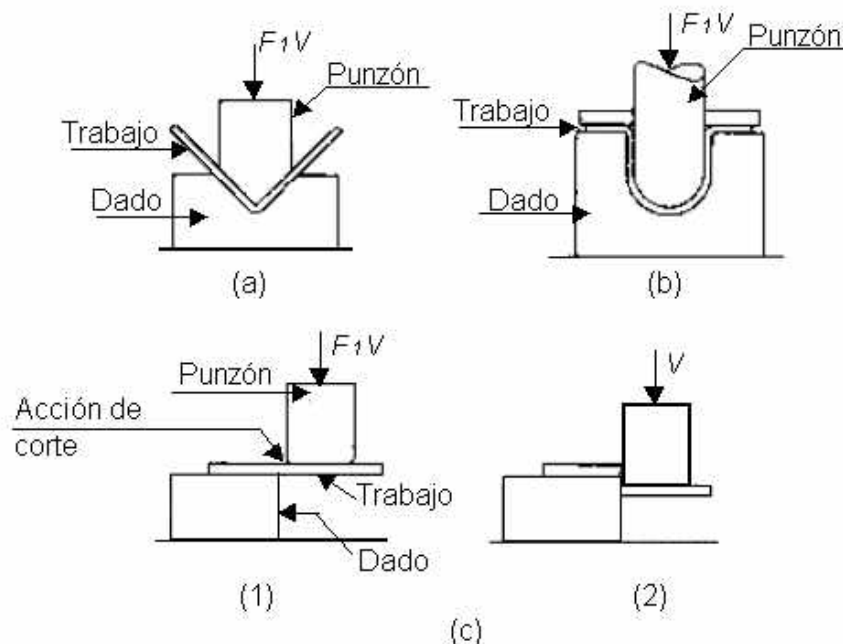 F₁V
Punzón
Trabajo
Dado
(a)
F₁V
Punzón
Trabajo
Dado
(b)
F₁V
Punzón
Acción de
corte
Trabajo
Dado
(1)
V
(2)
(c)